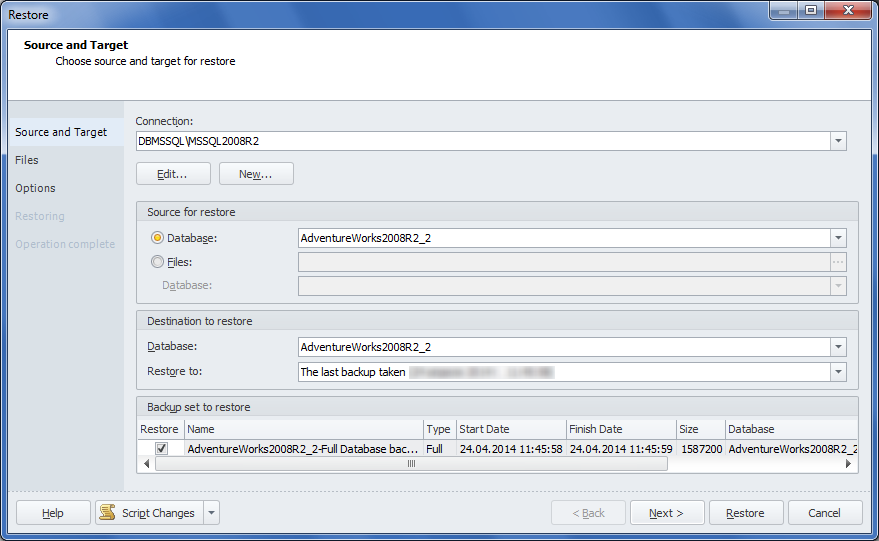 Restore
Source and Target
Choose source and target for restore
Source and Target
Files
Options
Restoring
Operation complete
Connection:
DBMSSQL\MSSQL2008R2
Edit... New...
Source for restore
Database: AdventureWorks2008R2_2
Files:
Database:
Destination to restore
Database: AdventureWorks2008R2_2
Restore to: The last backup taken
Backup set to restore
Restore Name Type Start Date Finish Date Size Database
AdventureWorks2008R2_2-Full Database bac... Full 24.04.2014 11:45:58 24.04.2014 11:45:59 1587200 AdventureWorks2008R2_2
Help Script Changes < Back Next > Restore Cancel